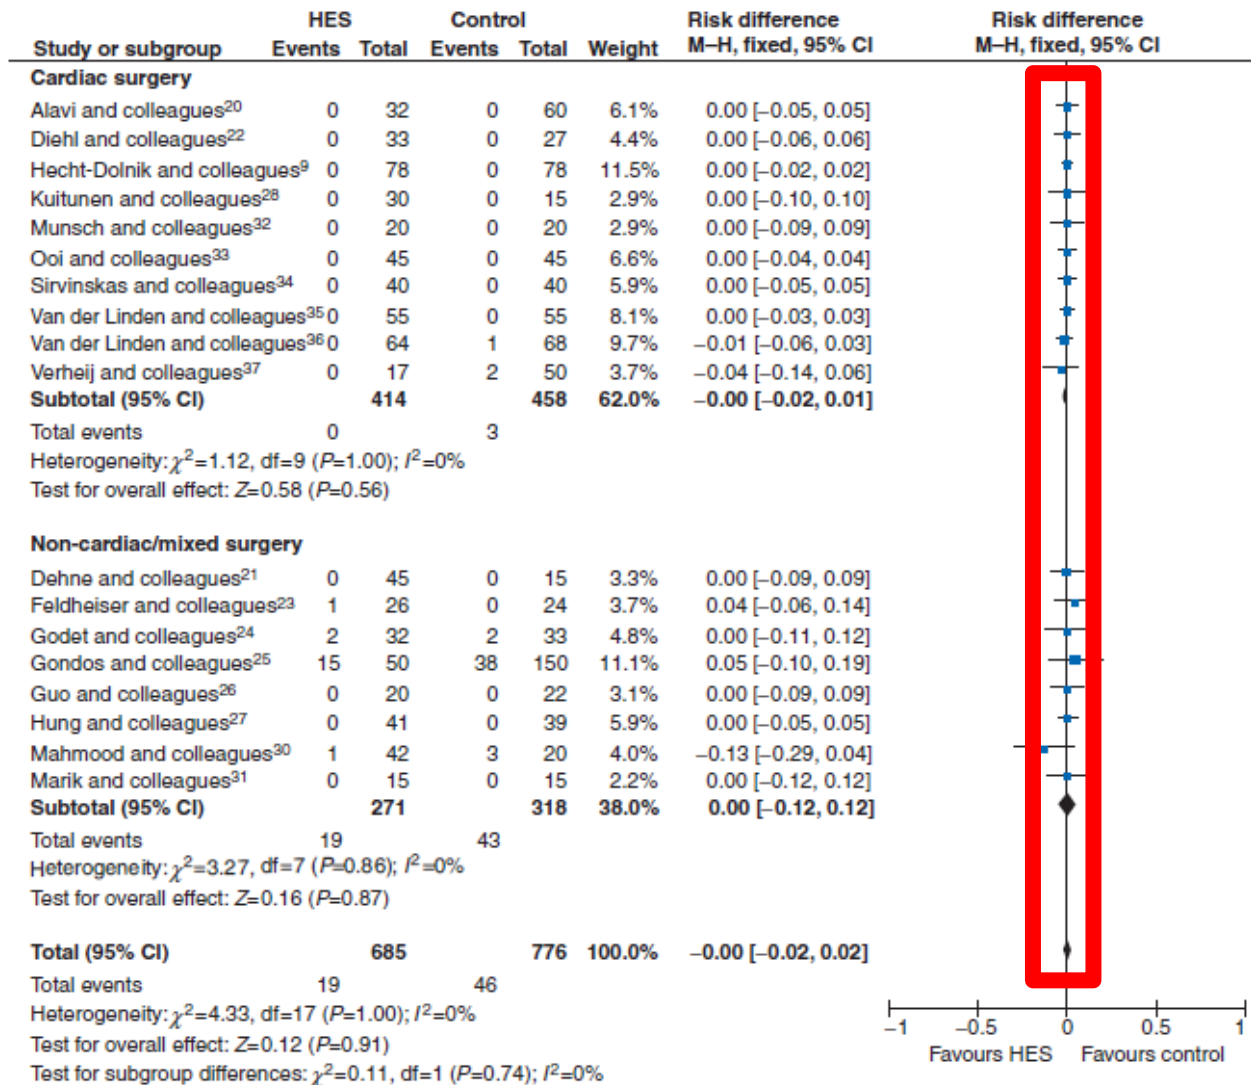 HES Control Risk difference Risk difference
Study or subgroup Events Total Events Total Weight M–H, fixed, 95% CI M–H, fixed, 95% CI
Cardiac surgery
Alavi and colleagues20 0 32 0 60 6.1% 0.00 [–0.05, 0.05]
Diehl and colleagues22 0 33 0 27 4.4% 0.00 [–0.06, 0.06]
Hecht-Dolnik and colleagues9 0 78 0 78 11.5% 0.00 [–0.02, 0.02]
Kuitunen and colleagues28 0 30 0 15 2.9% 0.00 [–0.10, 0.10]
Munsch and colleagues32 0 20 0 20 2.9% 0.00 [–0.09, 0.09]
Ooi and colleagues33 0 45 0 45 6.6% 0.00 [–0.04, 0.04]
Sirvinskas and colleagues34 0 40 0 40 5.9% 0.00 [–0.05, 0.05]
Van der Linden and colleagues35 0 55 0 55 8.1% 0.00 [–0.03, 0.03]
Van der Linden and colleagues36 0 64 1 68 9.7% –0.01 [–0.06, 0.03]
Verheij and colleagues37 0 17 2 50 3.7% –0.04 [–0.14, 0.06]
Subtotal (95% CI) 414 458 62.0% –0.00 [–0.02, 0.01]
Total events 0 3
Heterogeneity: χ2=1.12, df=9 (P=1.00); I2=0%
Test for overall effect: Z=0.58 (P=0.56)
Non-cardiac/mixed surgery
Dehne and colleagues21 0 45 0 15 3.3% 0.00 [–0.09, 0.09]
Feldheiser and colleagues23 1 26 0 24 3.7% 0.04 [–0.06, 0.14]
Godet and colleagues24 2 32 2 33 4.8% 0.00 [–0.11, 0.12]
Gondos and colleagues25 15 50 38 150 11.1% 0.05 [–0.10, 0.19]
Guo and colleagues26 0 20 0 22 3.1% 0.00 [–0.09, 0.09]
Hung and colleagues27 0 41 0 39 5.9% 0.00 [–0.05, 0.05]
Mahmood and colleagues30 1 42 3 20 4.0% –0.13 [–0.29, 0.04]
Marik and colleagues31 0 15 0 15 2.2% 0.00 [–0.12, 0.12]
Subtotal (95% CI) 271 318 38.0% 0.00 [–0.12, 0.12]
Total events 19 43
Heterogeneity: χ2=3.27, df=7 (P=0.86); I2=0%
Test for overall effect: Z=0.16 (P=0.87)
Total (95% CI) 685 776 100.0% –0.00 [–0.02, 0.02]
Total events 19 46
Heterogeneity: χ2=4.33, df=17 (P=1.00); I2=0%
–1 –0.5 0 0.5 1
Test for overall effect: Z=0.12 (P=0.91)
Favours HES Favours control
Test for subgroup differences: χ2=0.11, df=1 (P=0.74); I2=0%